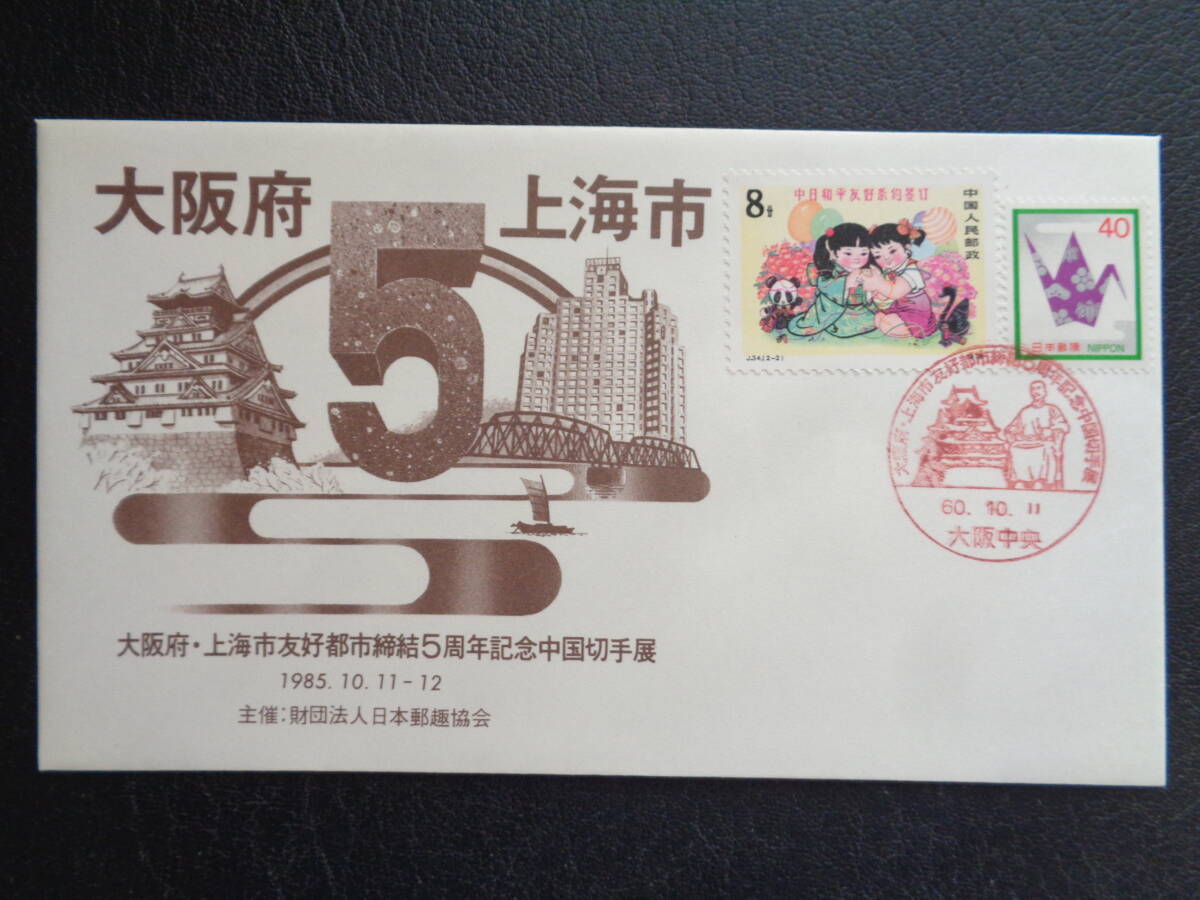 大阪府
5
上海市
大阪府・上海市友好都市締結5周年記念中国切手展
1985.10.11-12
主催：財団法人日本郵趣協会
8分
中日和平友好条约签订
中国人民邮政
J.34.(2-2)
40
日本郵便 NIPPON
大阪府・上海市友好都市締結5周年記念中国切手展
60.10.11
大阪中央